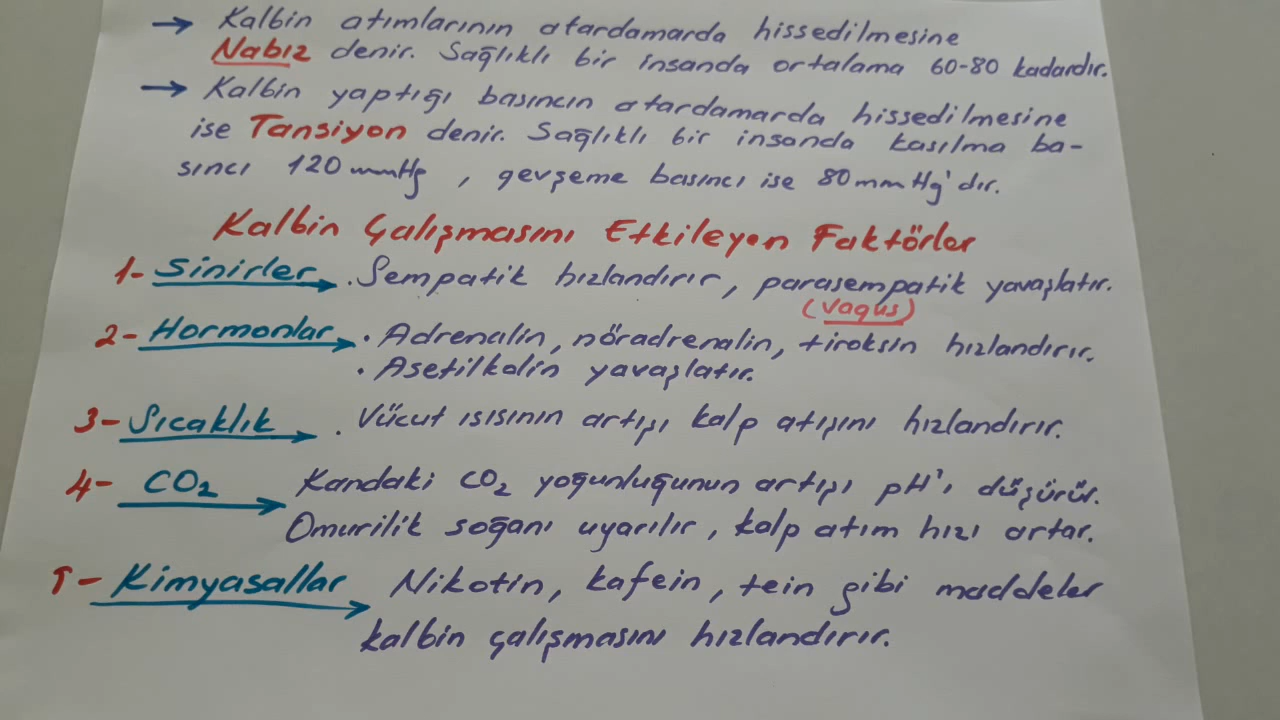 → Kalbin atımlarının atardamarda hissedilmesine
Nabız denir. Sağlıklı bir insanda ortalama 60-80 kadardır.
→ Kalbin yaptığı basıncın atardamarda hissedilmesine
ise Tansiyon denir. Sağlıklı bir insanda kasılma ba-
sıncı 120 mmHg, gevşeme basıncı ise 80 mmHg'dır.
Kalbin Çalışmasını Etkileyen Faktörler
1- Sinirler → . Sempatik hızlandırır, parasempatik yavaşlatır.
(vagus)
2- Hormonlar → . Adrenalin, nöradrenalin, tiroksin hızlandırır.
. Asetilkolin yavaşlatır.
3- Sıcaklık → . Vücut ısısının artışı kalp atışını hızlandırır.
4- CO₂ → Kandaki CO₂ yoğunluğunun artışı pH'ı düşürür.
Omurilik soğanı uyarılır, kalp atım hızı artar.
5- Kimyasallar → Nikotin, kafein, tein gibi maddeler
kalbin çalışmasını hızlandırır.